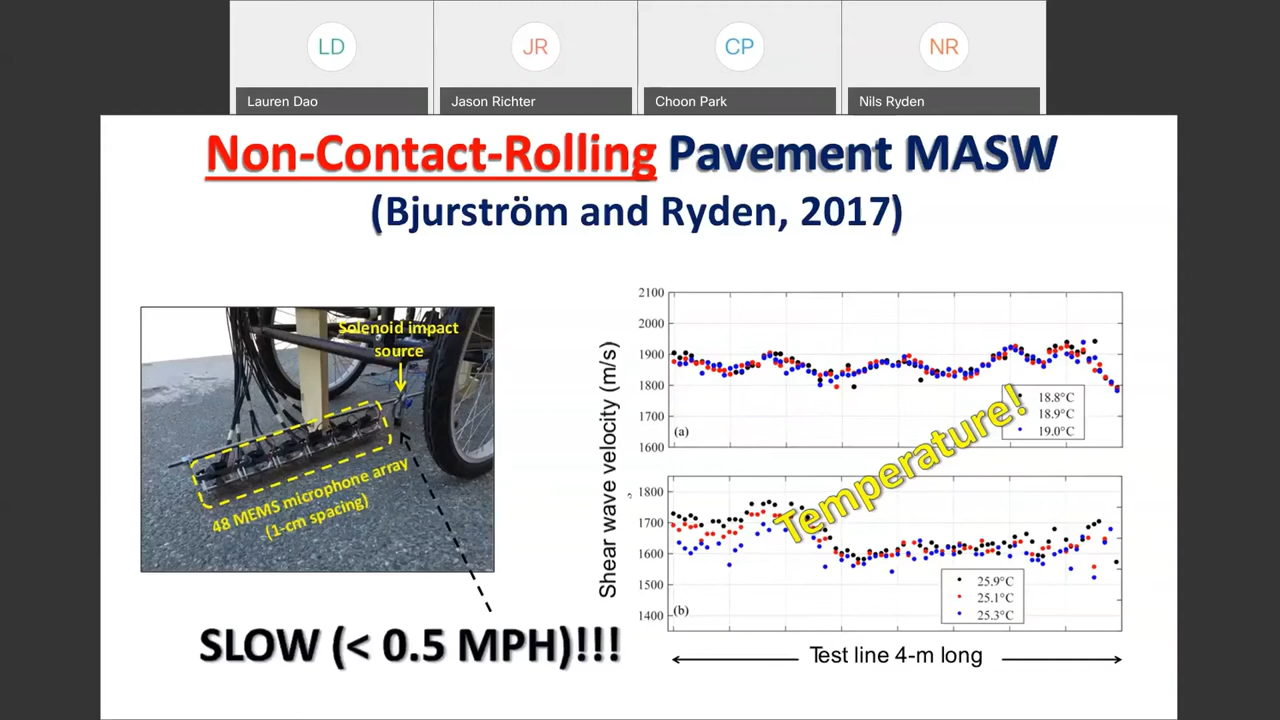 LD
JR
CP
NR
Lauren Dao
Jason Richter
Choon Park
Nils Ryden
Non-Contact-Rolling Pavement MASW
(Bjurström and Ryden, 2017)
Solenoid impact
source
48 MEMS microphone array
(1-cm spacing)
SLOW (< 0.5 MPH)!!!
Shear wave velocity (m/s)
2100
2000
1900
1800
1700
1600
(a)
18.8°C
18.9°C
19.0°C
Temperature!
1800
1700
1600
1500
1400
(b)
25.9°C
25.1°C
25.3°C
Test line 4-m long